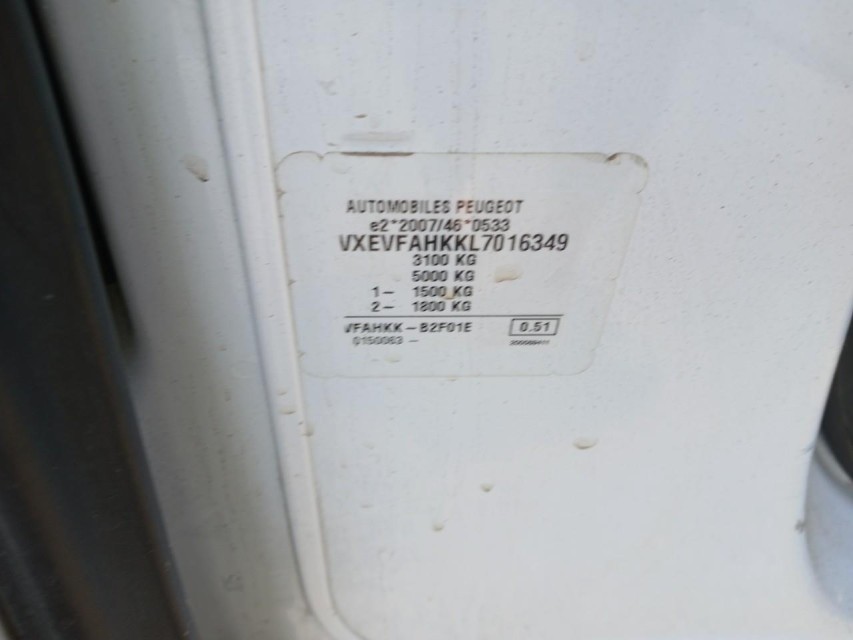 AUTOMOBILES PEUGEOT
e2*2007/46*0533
VXEVFAHKKL7016349
3100 KG
5000 KG
1- 1500 KG
2- 1800 KG
VFAHKK-B2F01E 0.51
0150063 -